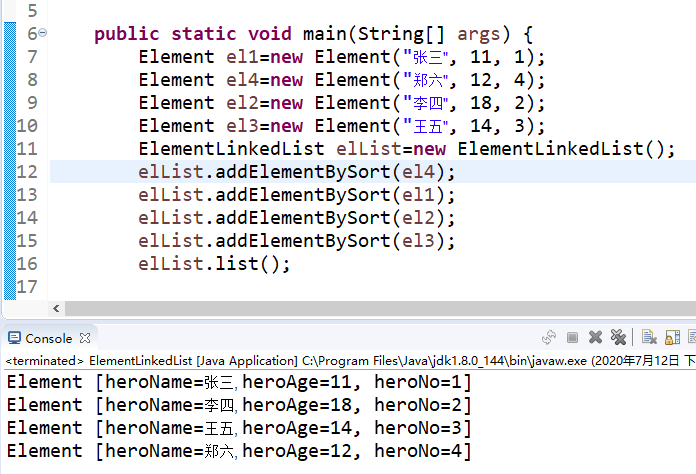 5
6 public static void main(String[] args) {
7 Element el1=new Element("张三", 11, 1);
8 Element el4=new Element("郑六", 12, 4);
9 Element el2=new Element("李四", 18, 2);
10 Element el3=new Element("王五", 14, 3);
11 ElementLinkedList elList=new ElementLinkedList();
12 elList.addElementBySort(el4);
13 elList.addElementBySort(el1);
14 elList.addElementBySort(el2);
15 elList.addElementBySort(el3);
16 elList.list();
17
Console
<terminated> ElementLinkedList [Java Application] C:\Program Files\Java\jdk1.8.0_144\bin\javaw.exe (2020年7月12日 下
Element [heroName=张三,heroAge=11, heroNo=1]
Element [heroName=李四,heroAge=18, heroNo=2]
Element [heroName=王五,heroAge=14, heroNo=3]
Element [heroName=郑六,heroAge=12, heroNo=4]